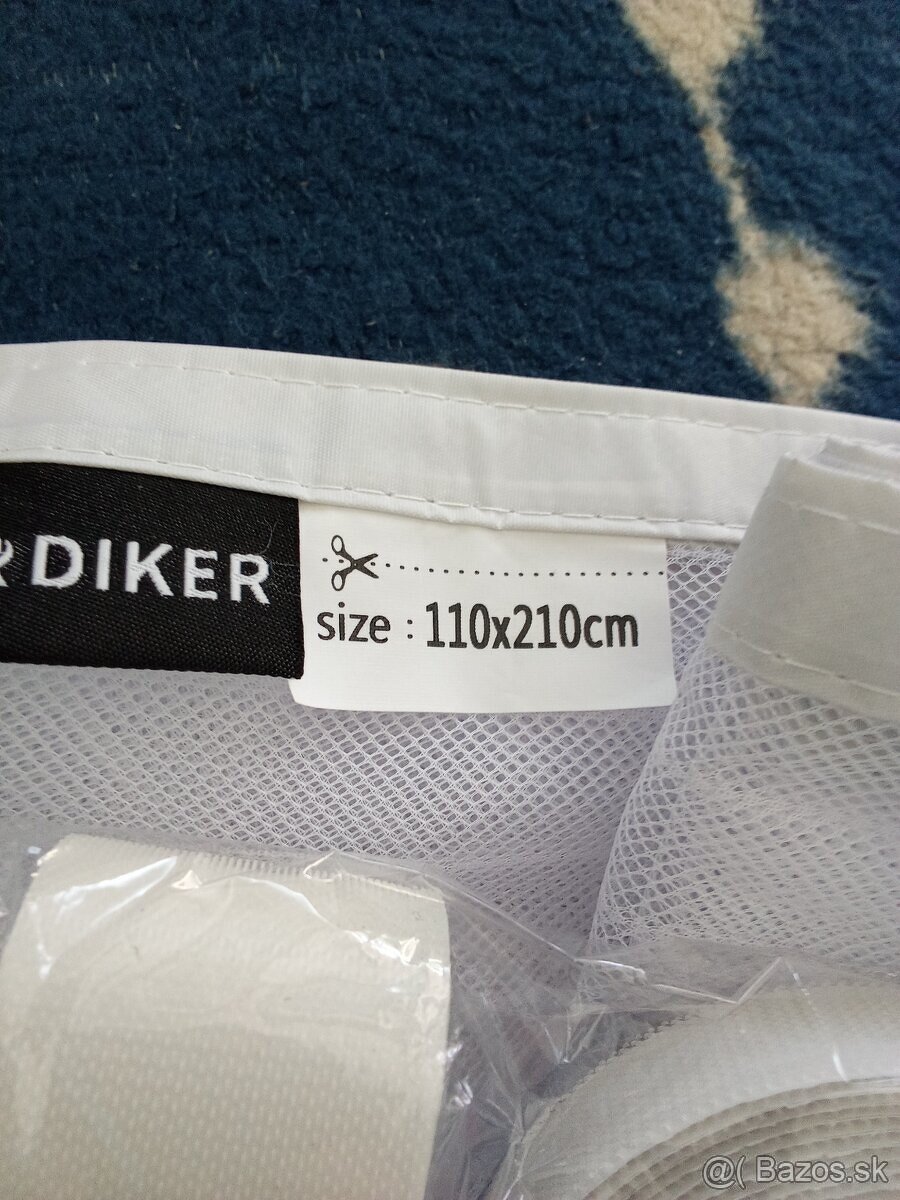 DIKER
size : 110x210cm
@( Bazos.sk